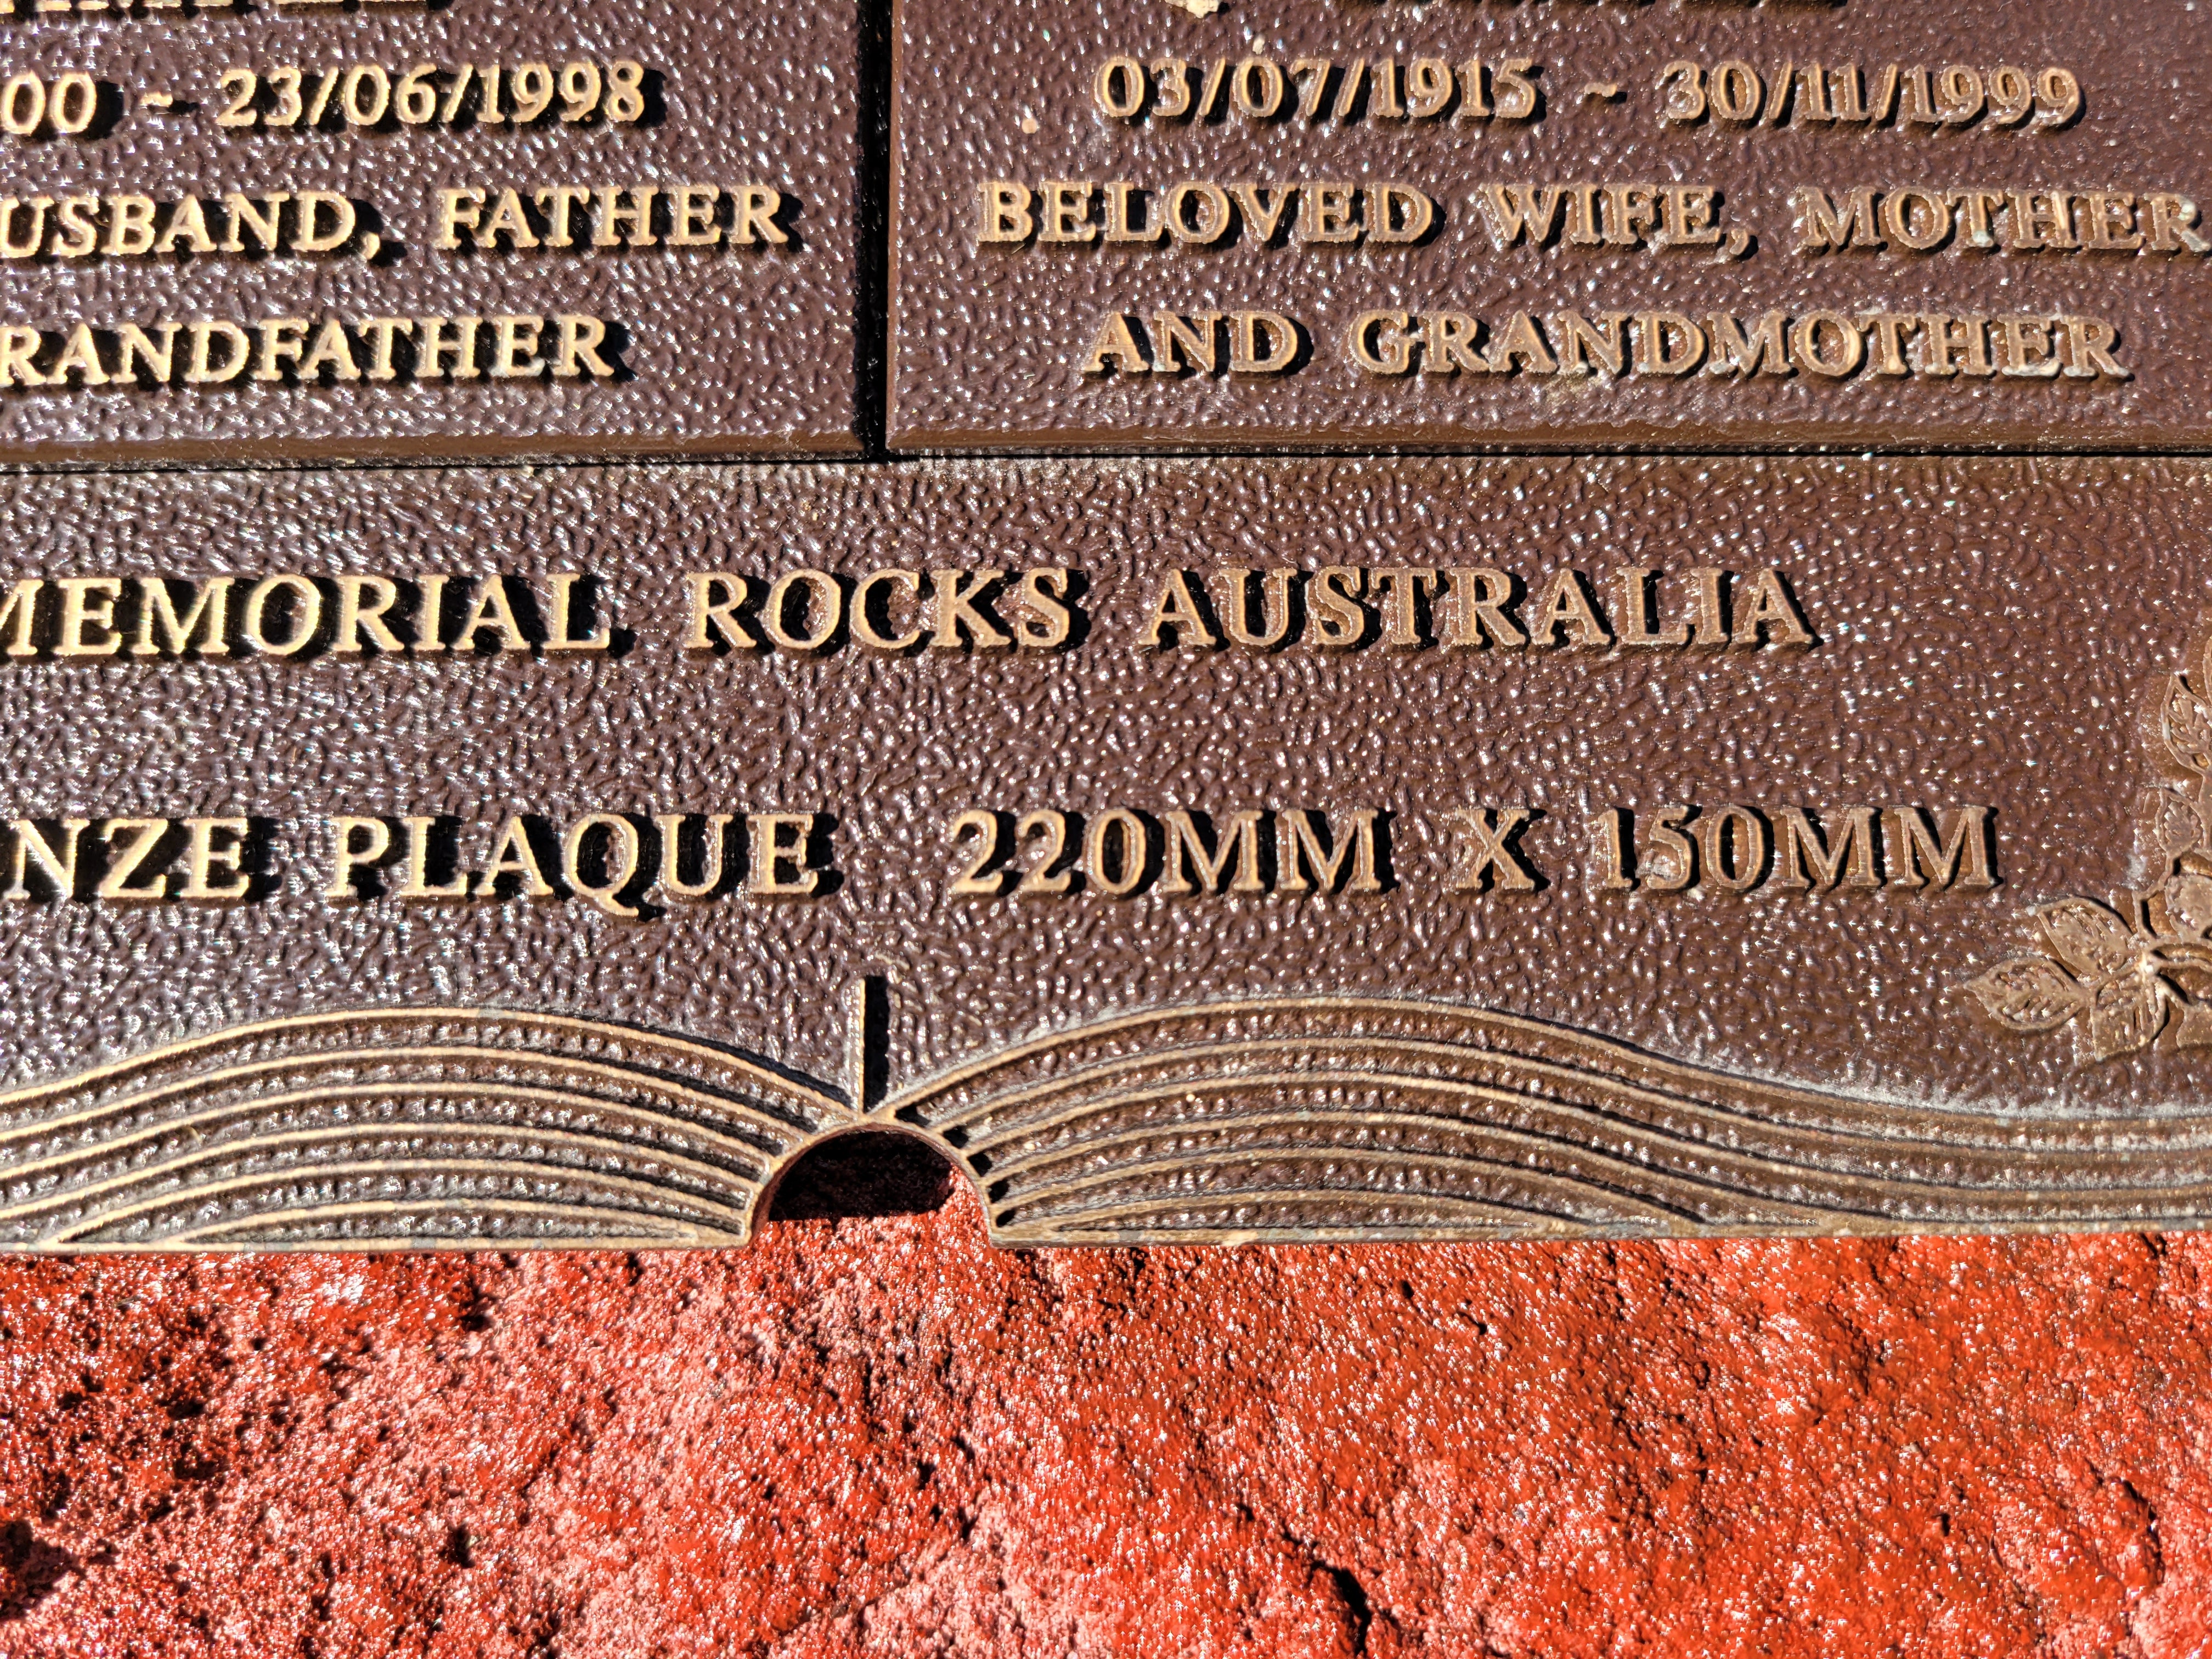 00 ~ 23/06/1998
USBAND, FATHER
RANDFATHER
03/07/1915 ~ 30/11/1999
BELOVED WIFE, MOTHER
AND GRANDMOTHER
MEMORIAL ROCKS AUSTRALIA
NZE PLAQUE 220MM X 150MM